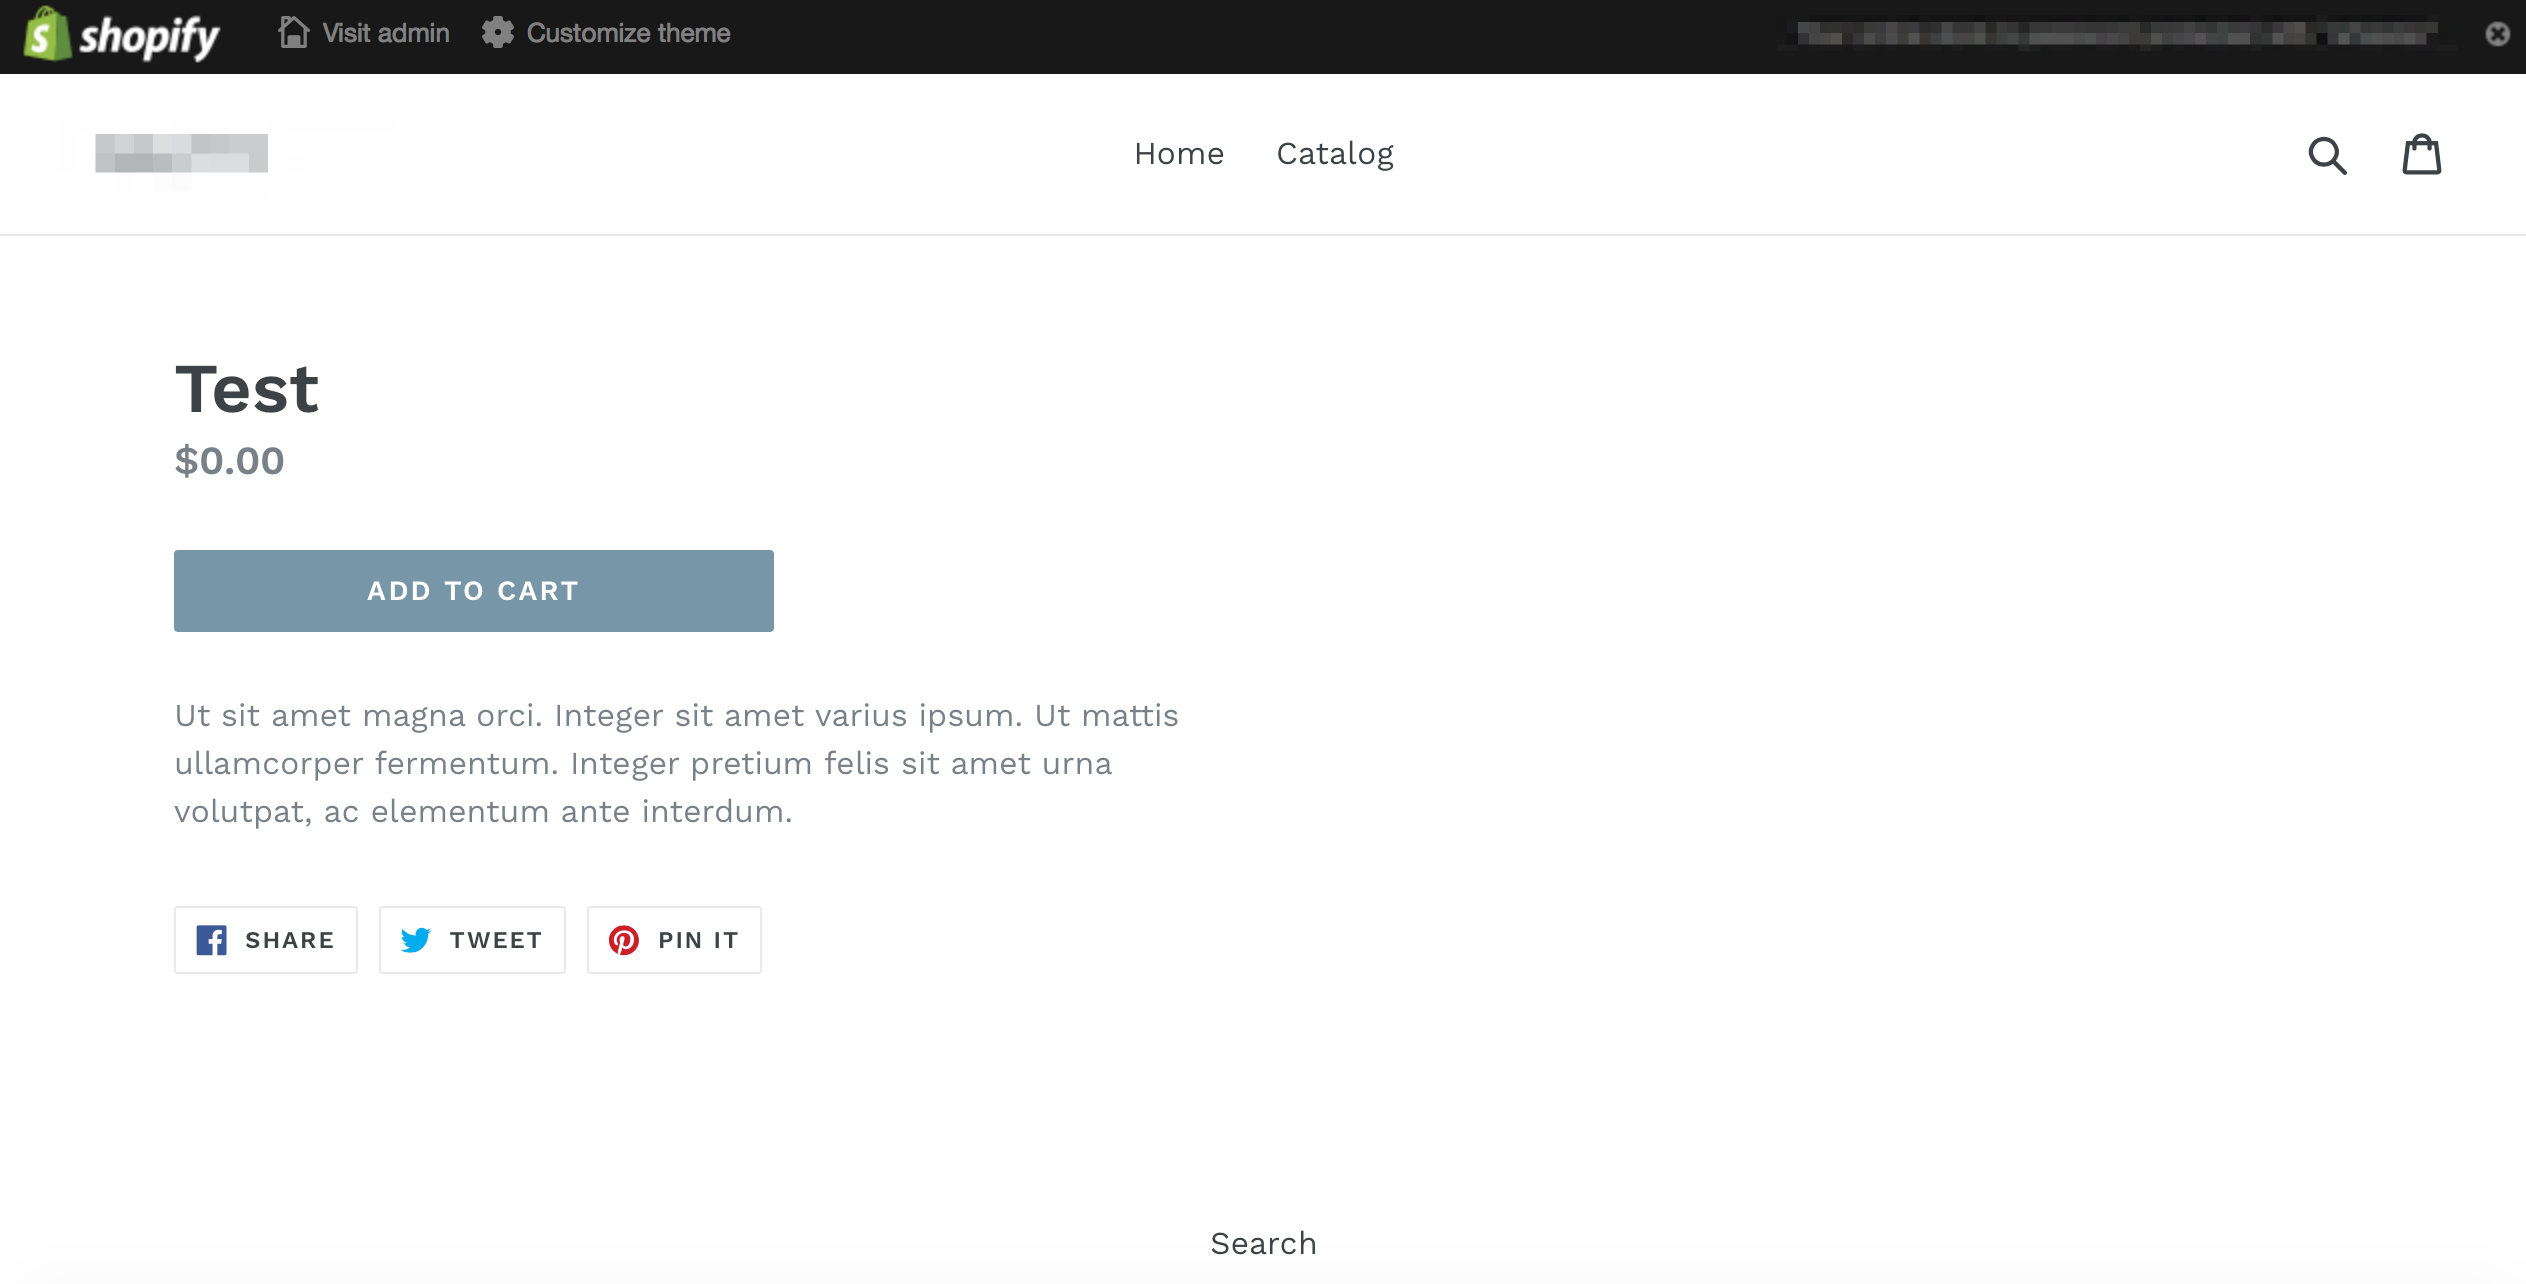 shopify Visit admin Customize theme
Home Catalog
Test
$0.00
ADD TO CART
Ut sit amet magna orci. Integer sit amet varius ipsum. Ut mattis
ullamcorper fermentum. Integer pretium felis sit amet urna
volutpat, ac elementum ante interdum.
SHARE TWEET PIN IT
Search